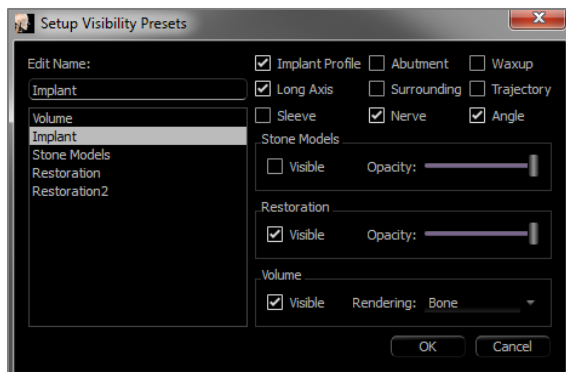 Setup Visibility Presets
Edit Name:
Implant
Volume
Implant
Stone Models
Restoration
Restoration2
Implant Profile Abutment Waxup
Long Axis Surrounding Trajectory
Sleeve Nerve Angle
Stone Models
Visible Opacity:
Restoration
Visible Opacity:
Volume
Visible Rendering: Bone
OK Cancel